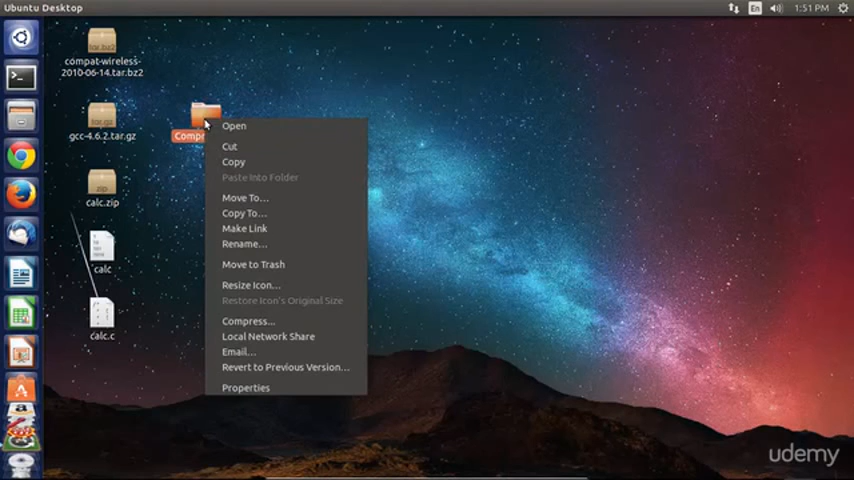 Ubuntu Desktop
En
1:51 PM
tar.bz2
compat-wireless-
2010-06-14.tar.bz2
tar.gz
gcc-4.6.2.tar.gz
zip
calc.zip
calc
calc.c
Open
Cut
Copy
Paste Into Folder
Move To...
Copy To...
Make Link
Rename...
Move to Trash
Resize Icon...
Restore Icon's Original Size
Compress...
Local Network Share
Email...
Revert to Previous Version...
Properties
udemy